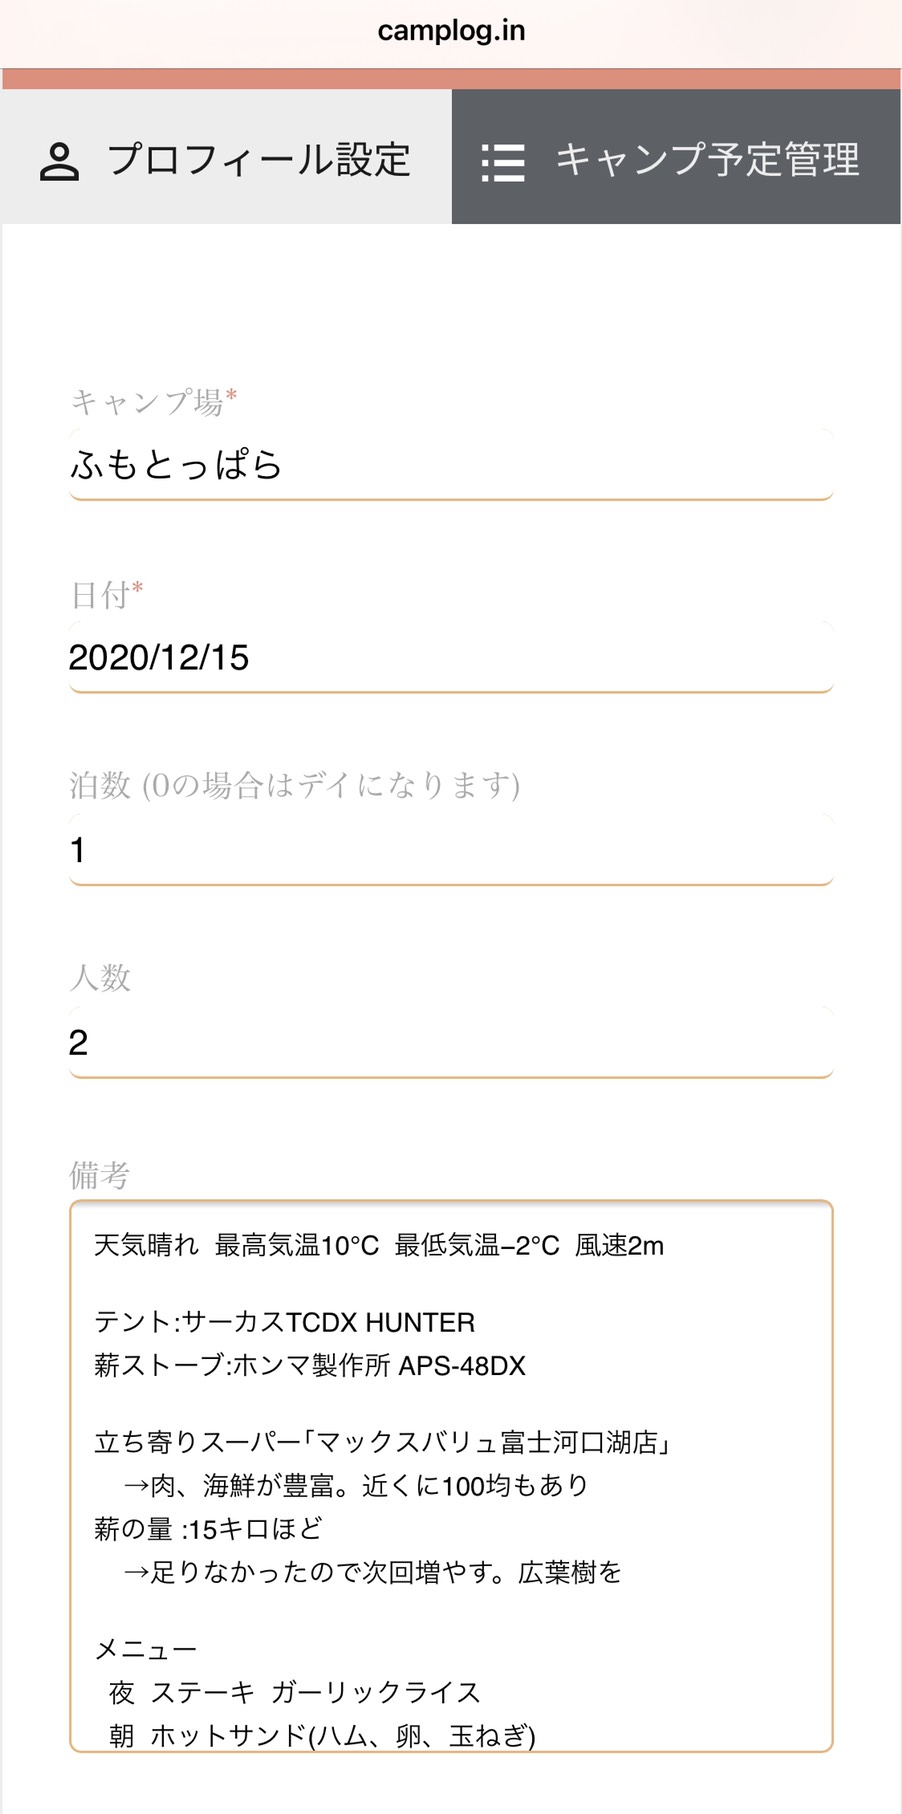 camplog.in
プロフィール設定
キャンプ予定管理
キャンプ場*
ふもとっぱら
日付*
2020/12/15
泊数 (0の場合はデイになります)
1
人数
2
備考
天気晴れ 最高気温10°C 最低気温−2°C 風速2m
テント:サーカスTCDX HUNTER
薪ストーブ:ホンマ製作所 APS-48DX
立ち寄りスーパー｢マックスバリュ富士河口湖店｣
→肉、海鮮が豊富。近くに100均もあり
薪の量 :15キロほど
→足りなかったので次回増やす。広葉樹を
メニュー
夜 ステーキ ガーリックライス
朝 ホットサンド(ハム、卵、玉ねぎ)